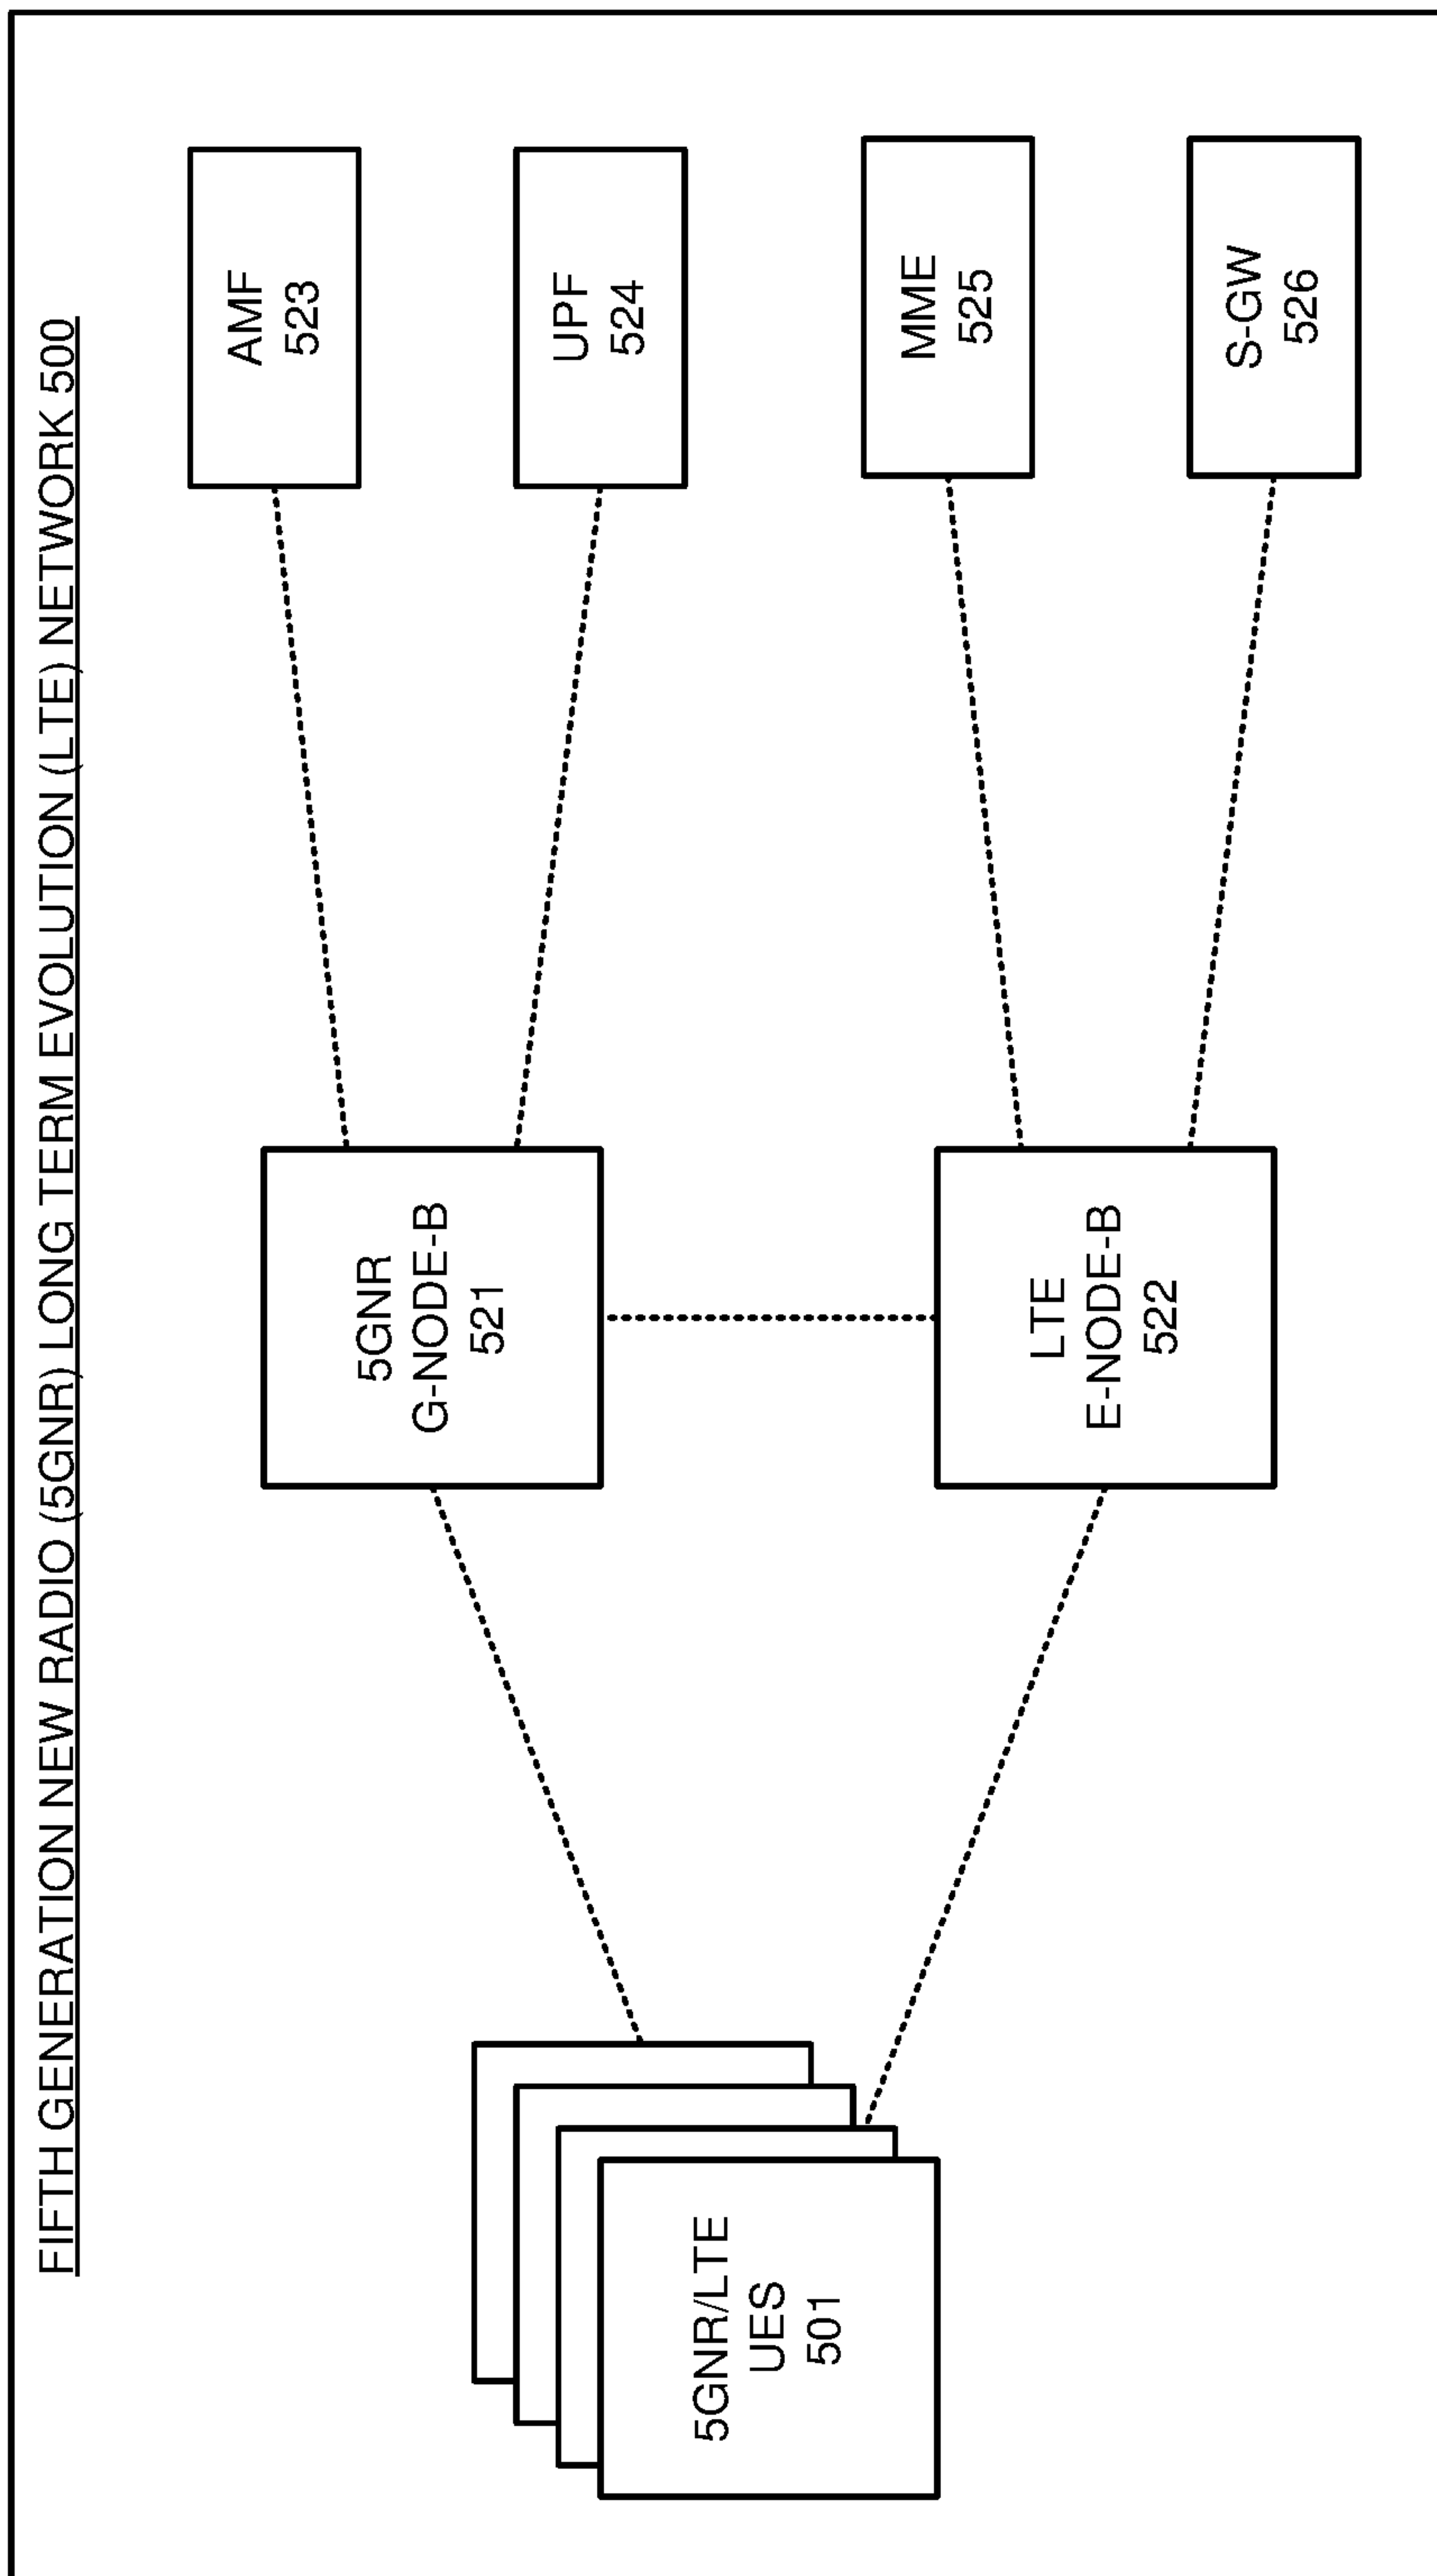 FIFTH GENERATION NEW RADIO (5GNR) LONG TERM EVOLUTION (LTE) NETWORK 500
5GNR/LTE
UES
501
5GNR
G-NODE-B
521
LTE
E-NODE-B
522
AMF
523
UPF
524
MME
525
S-GW
526